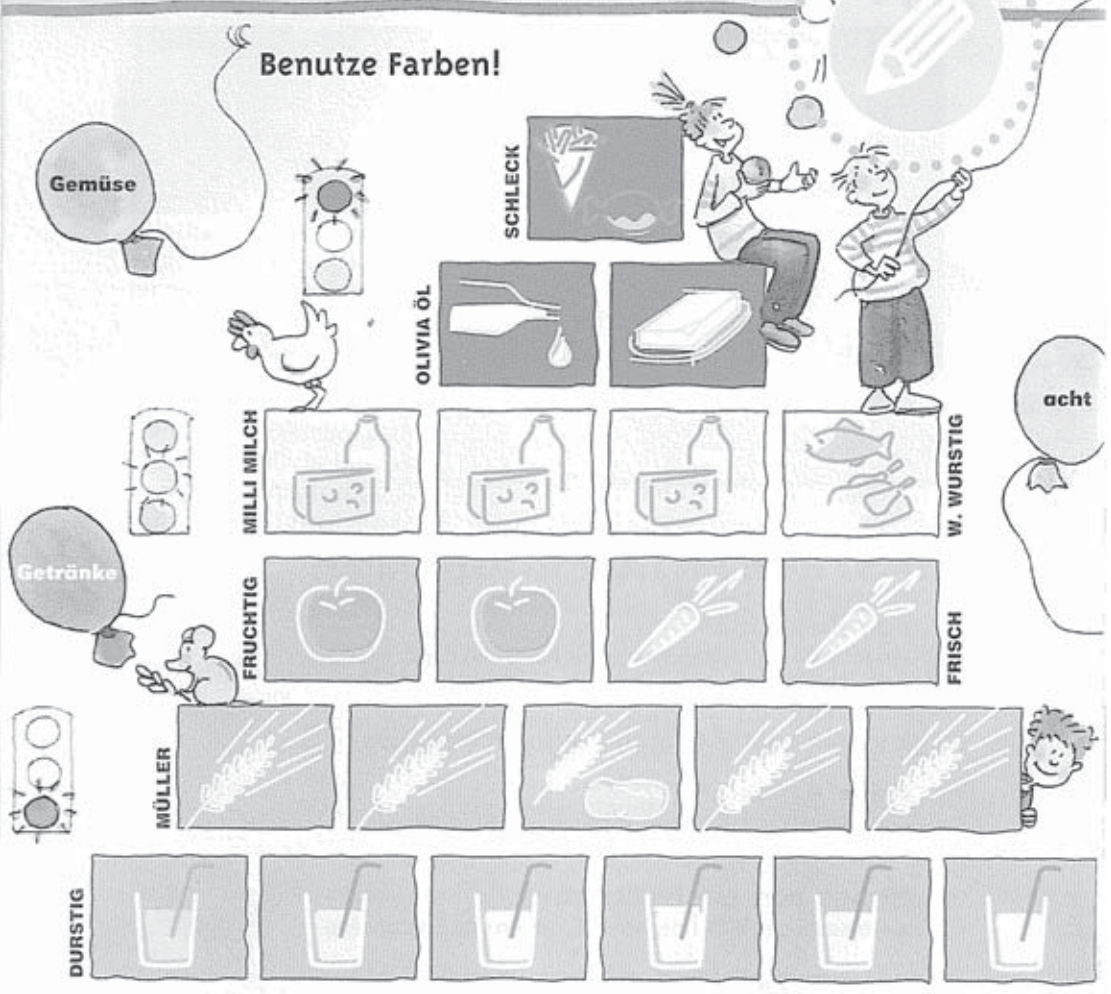 Benutze Farben!
Gemüse
SCHLECK
OLIVIA ÖL
acht
MILLI MILCH
W. WURSTIG
Getränke
FRUCHTIG
FRISCH
MÜLLER
DURSTIG